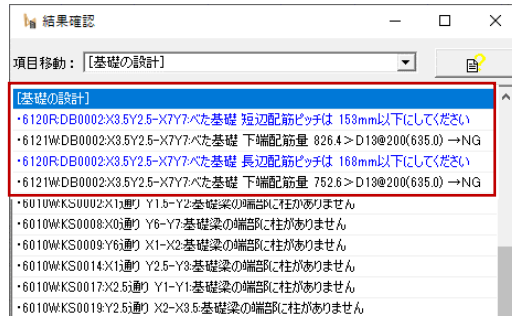 結果確認
項目移動： [基礎の設計]
[基礎の設計]
・6120R:DB0002:X3.5Y2.5-X7Y7:べた基礎 短辺配筋ピッチは 153mm以下にしてください
・6121W:DB0002:X3.5Y2.5-X7Y7:べた基礎 下端配筋量 826.4＞D13@200(635.0) →NG
・6120R:DB0002:X3.5Y2.5-X7Y7:べた基礎 長辺配筋ピッチは 168mm以下にしてください
・6121W:DB0002:X3.5Y2.5-X7Y7:べた基礎 下端配筋量 752.6＞D13@200(635.0) →NG
・6010W:KS0002:X1通り Y1.5-Y2:基礎梁の端部に柱がありません
・6010W:KS0008:X0通り Y6-Y7:基礎梁の端部に柱がありません
・6010W:KS0009:Y6通り X1-X2:基礎梁の端部に柱がありません
・6010W:KS0014:X1通り Y2.5-Y3:基礎梁の端部に柱がありません
・6010W:KS0017:X2.5通り Y1-Y1:基礎梁の端部に柱がありません
・6010W:KS0019:Y2.5通り X2-X3.5:基礎梁の端部に柱がありません